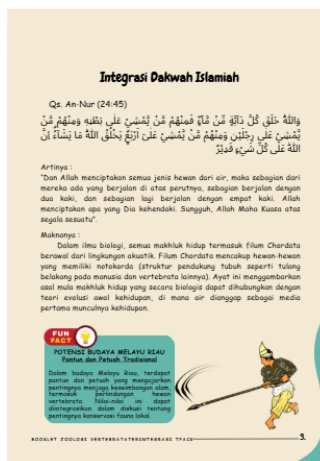 Integrasi Dakwah Islamiah
Qs. An-Nur (24:45)
وَاللّٰهُ خَلَقَ كُلَّ دَاۤبَّةٍ مِّنْ مَّاۤءٍۚ فَمِنْهُمْ مَّنْ يَّمْشِيْ عَلٰى بَطْنِهٖۚ وَمِنْهُمْ مَّنْ
يَّمْشِيْ عَلٰى رِجْلَيْنِۚ وَمِنْهُمْ مَّنْ يَّمْشِيْ عَلٰٓى اَرْبَعٍۗ يَخْلُقُ اللّٰهُ مَا يَشَاۤءُۗ اِنَّ
اللّٰهَ عَلٰى كُلِّ شَيْءٍ قَدِيْرٌ
Artinya :
"Dan Allah menciptakan semua jenis hewan dari air, maka sebagian dari
mereka ada yang berjalan di atas perutnya, sebagian berjalan dengan
dua kaki, dan sebagian lagi berjalan dengan empat kaki. Allah
menciptakan apa yang Dia kehendaki. Sungguh, Allah Maha Kuasa atas
segala sesuatu".
Maknanya :
Dalam ilmu biologi, semua makhluk hidup termasuk filum Chordata
berawal dari lingkungan akuatik. Filum Chordata mencakup hewan-hewan
yang memiliki notokorda (struktur pendukung tubuh seperti tulang
belakang pada manusia dan vertebrata lainnya). Ayat ini menggambarkan
asal mula makhluk hidup yang secara biologis dapat dihubungkan dengan
teori evolusi awal kehidupan, di mana air dianggap sebagai media
pertama munculnya kehidupan.
FUN
FACT
POTENSI BUDAYA MELAYU RIAU
Pantun dan Petuah Tradisional
Dalam budaya Melayu Riau, terdapat
pantun dan petuah yang mengajarkan
pentingnya menjaga keseimbangan alam,
termasuk perlindungan hewan
vertebrata. Nilai-nilai ini dapat
diintegrasikan dalam diskusi tentang
pentingnya konservasi fauna lokal.
BOOKLET ZOOLOGI VERTEBRATATERINTEGRASI TPACK
9.